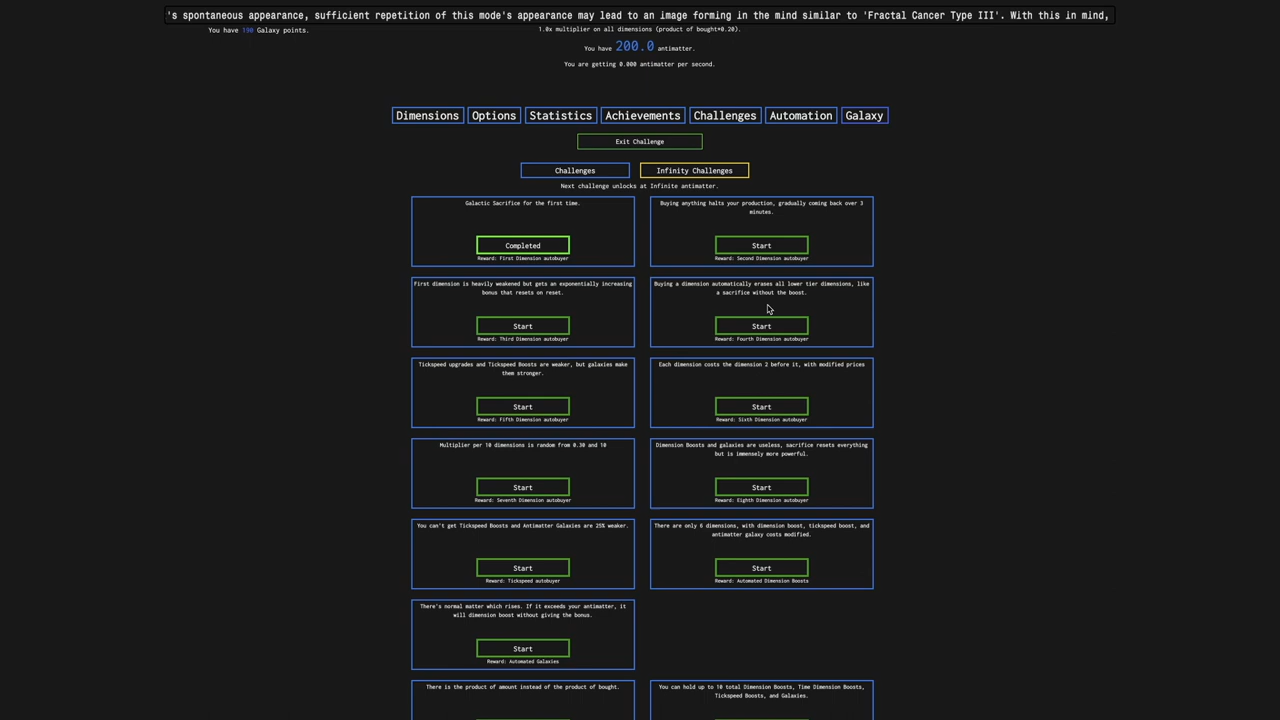 's spontaneous appearance, sufficient repetition of this mode's appearance may lead to an image forming in the mind similar to 'Fractal Cancer Type III'. With this in mind,
You have 196 Galaxy points.
1.0x multiplier on all dimensions (product of bought*0.20).
You have 200.0 antimatter.
You are getting 0.000 antimatter per second.
Dimensions Options Statistics Achievements Challenges Automation Galaxy
Exit Challenge
Challenges Infinity Challenges
Next challenge unlocks at Infinite antimatter.
Galactic Sacrifice for the first time.
Completed
Reward: First Dimension autobuyer
Buying anything halts your production, gradually coming back over 3
minutes.
Start
Reward: Second Dimension autobuyer
First dimension is heavily weakened but gets an exponentially increasing
bonus that resets on reset.
Start
Reward: Third Dimension autobuyer
Buying a dimension automatically erases all lower tier dimensions, like
a sacrifice without the boost.
Start
Reward: Fourth Dimension autobuyer
Tickspeed upgrades and Tickspeed Boosts are weaker, but galaxies make
them stronger.
Start
Reward: Fifth Dimension autobuyer
Each dimension costs the dimension 2 before it, with modified prices
Start
Reward: Sixth Dimension autobuyer
Multiplier per 10 dimensions is random from 0.30 and 10
Start
Reward: Seventh Dimension autobuyer
Dimension Boosts and galaxies are useless, sacrifice resets everything
but is immensely more powerful.
Start
Reward: Eighth Dimension autobuyer
You can't get Tickspeed Boosts and Antimatter Galaxies are 25% weaker.
Start
Reward: Tickspeed autobuyer
There are only 6 dimensions, with dimension boost, tickspeed boost, and
antimatter galaxy costs modified.
Start
Reward: Automated Dimension Boosts
There's normal matter which rises. If it exceeds your antimatter, it
will dimension boost without giving the bonus.
Start
Reward: Automated Galaxies
There is the product of amount instead of the product of bought.
You can hold up to 10 total Dimension Boosts, Time Dimension Boosts,
Tickspeed Boosts, and Galaxies.